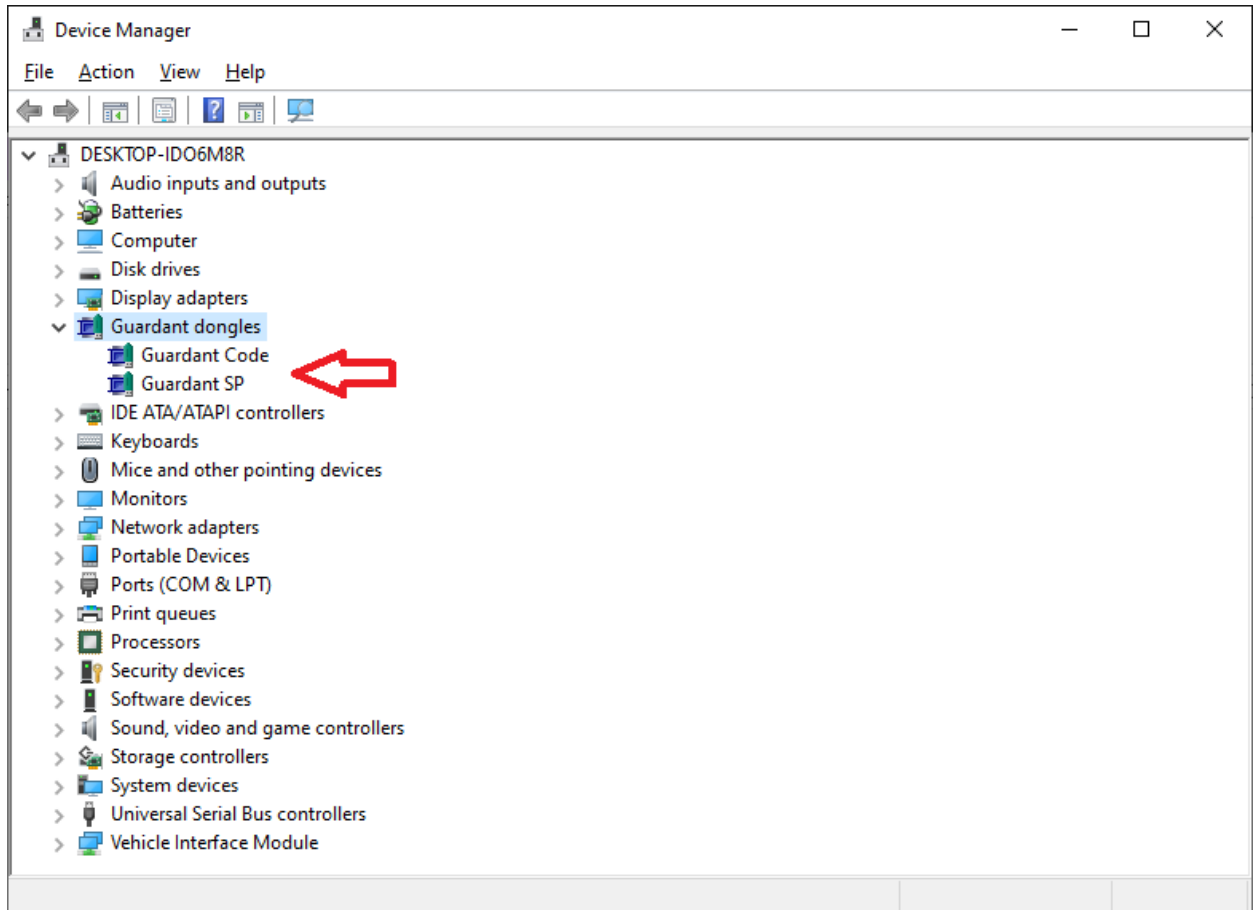 Device Manager
File Action View Help
DESKTOP-IDO6M8R
Audio inputs and outputs
Batteries
Computer
Disk drives
Display adapters
Guardant dongles
Guardant Code
Guardant SP
IDE ATA/ATAPI controllers
Keyboards
Mice and other pointing devices
Monitors
Network adapters
Portable Devices
Ports (COM & LPT)
Print queues
Processors
Security devices
Software devices
Sound, video and game controllers
Storage controllers
System devices
Universal Serial Bus controllers
Vehicle Interface Module